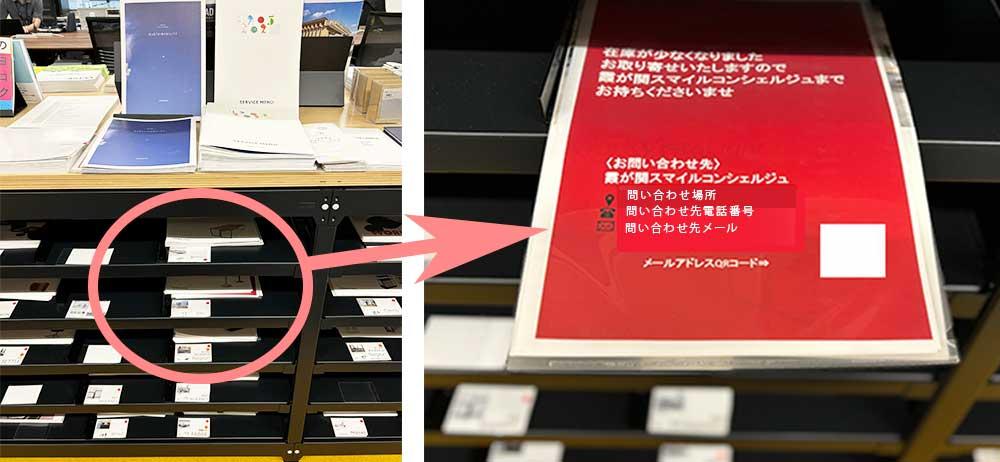 SERVICE MENU
在庫が少なくなりました
お取り寄せいたしますので
霞が関スマイルコンシェルジュまで
お持ちくださいませ
〈お問い合わせ先〉
霞が関スマイルコンシェルジュ
問い合わせ場所
問い合わせ先電話番号
問い合わせ先メール
メールアドレスQRコード⇒